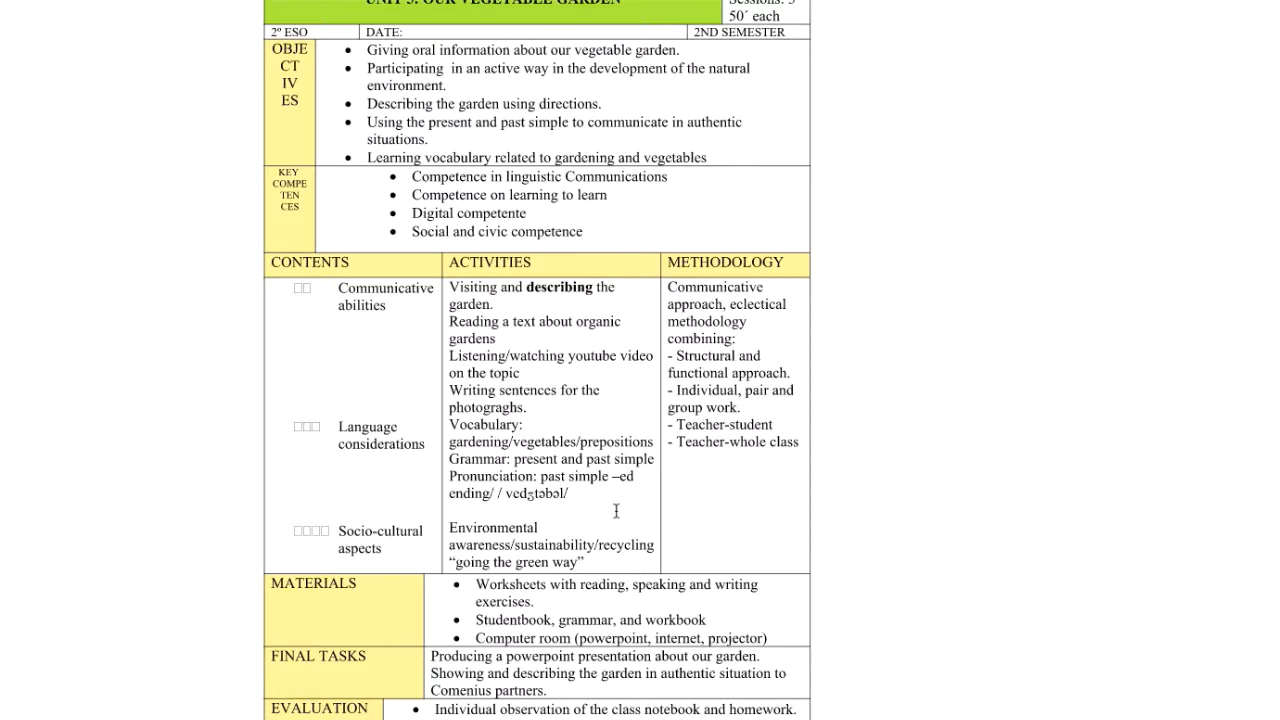 UNIT 5: OUR VEGETABLE GARDEN
Sessions: 3
50´ each
2º ESO
DATE:
2ND SEMESTER
OBJE
CT
IV
ES
• Giving oral information about our vegetable garden.
• Participating in an active way in the development of the natural
environment.
• Describing the garden using directions.
• Using the present and past simple to communicate in authentic
situations.
• Learning vocabulary related to gardening and vegetables
KEY
COMPE
TEN
CES
• Competence in linguistic Communications
• Competence on learning to learn
• Digital competente
• Social and civic competence
CONTENTS
Communicative
abilities
Language
considerations
Socio-cultural
aspects
ACTIVITIES
Visiting and describing the
garden.
Reading a text about organic
gardens
Listening/watching youtube video
on the topic
Writing sentences for the
photograghs.
Vocabulary:
gardening/vegetables/prepositions
Grammar: present and past simple
Pronunciation: past simple –ed
ending/ / vedʒtəbəl/
Environmental
awareness/sustainability/recycling
“going the green way”
METHODOLOGY
Communicative
approach, eclectical
methodology
combining:
- Structural and
functional approach.
- Individual, pair and
group work.
- Teacher-student
- Teacher-whole class
MATERIALS
• Worksheets with reading, speaking and writing
exercises.
• Studentbook, grammar, and workbook
• Computer room (powerpoint, internet, projector)
FINAL TASKS
Producing a powerpoint presentation about our garden.
Showing and describing the garden in authentic situation to
Comenius partners.
EVALUATION
• Individual observation of the class notebook and homework.